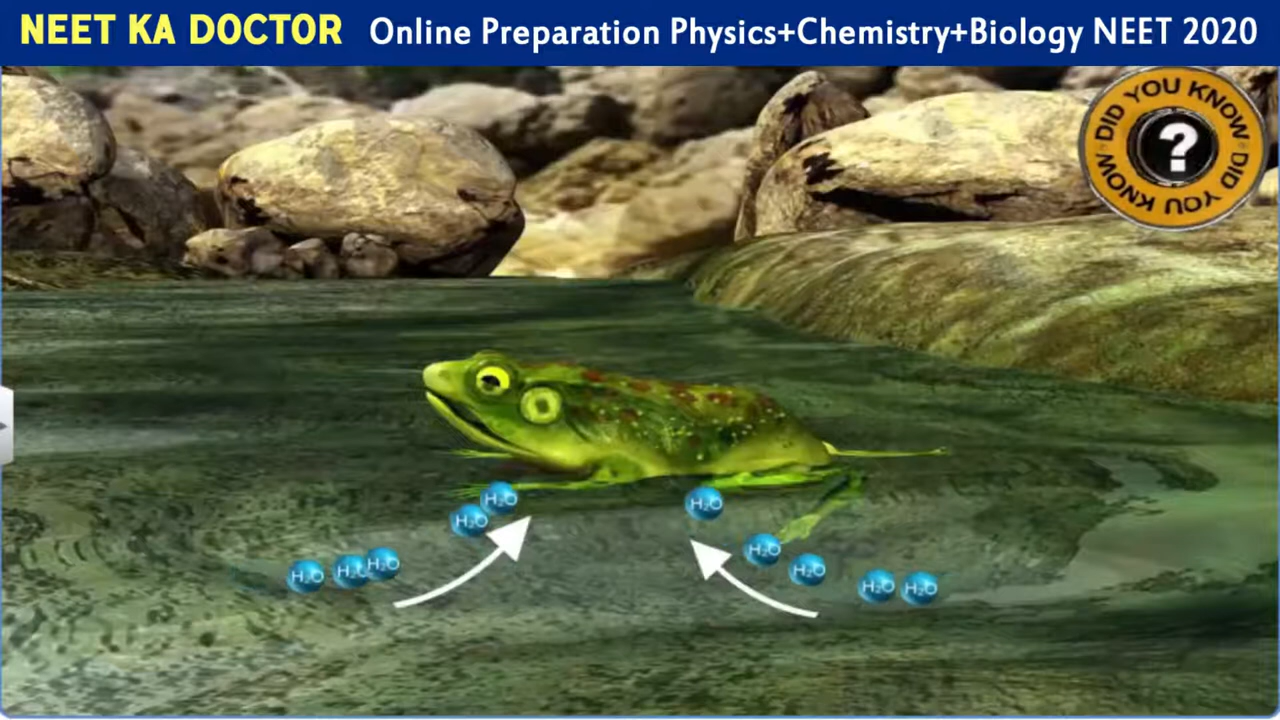 NEET KA DOCTOR Online Preparation Physics+Chemistry+Biology NEET 2020
DID YOU KNOW DID YOU KNOW
?
H₂O
H₂O
H₂O
H₂O
H₂O
H₂O
H₂O
H₂O
H₂O
H₂O